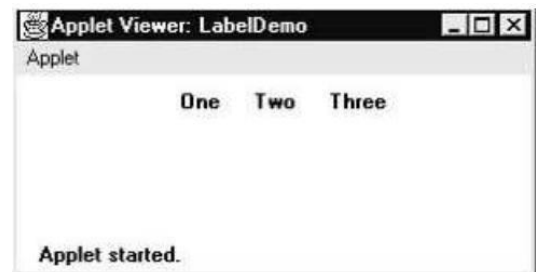 Applet Viewer: LabelDemo
Applet
One Two Three
Applet started.